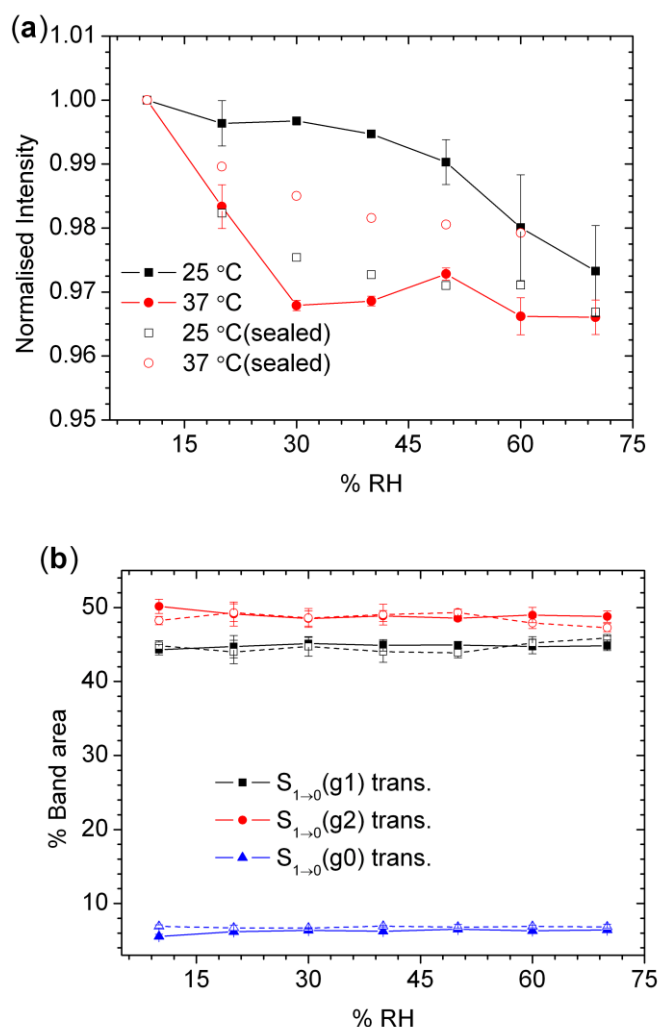 (a)
1.01
1.00
0.99
0.98
0.97
0.96
0.95
Normalised Intensity
25 °C
37 °C
25 °C(sealed)
37 °C(sealed)
15 30 45 60 75
% RH
(b)
50
40
30
20
10
% Band area
S1→0(g1) trans.
S1→0(g2) trans.
S1→0(g0) trans.
15 30 45 60 75
% RH